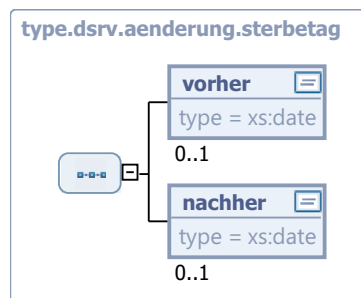 type.dsrv.aenderung.sterbetag
vorher
type = xs:date
0..1
nachher
type = xs:date
0..1